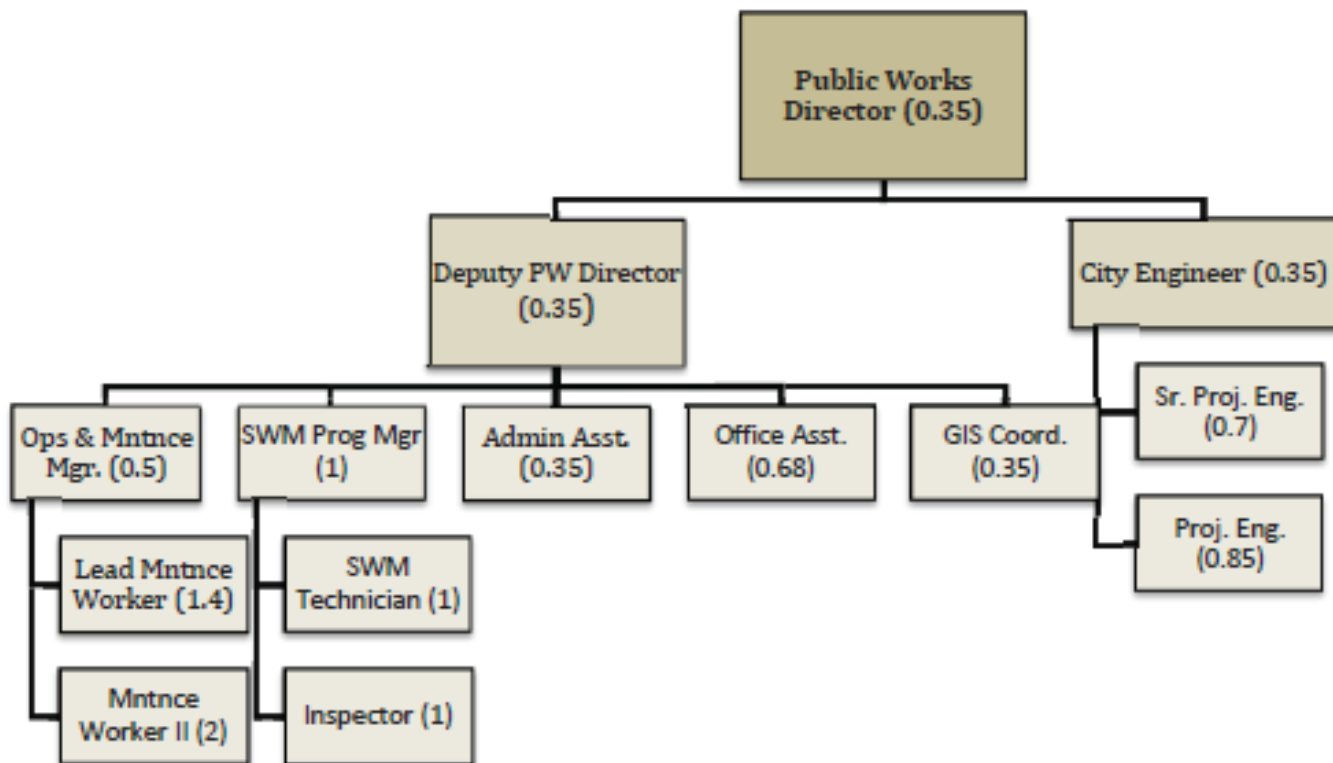 Public Works
Director (0.35)
Deputy PW Director
(0.35)
City Engineer (0.35)
Ops & Mntnce
Mgr. (0.5)
SWM Prog Mgr
(1)
Admin Asst.
(0.35)
Office Asst.
(0.68)
GIS Coord.
(0.35)
Sr. Proj. Eng.
(0.7)
Proj. Eng.
(0.85)
Lead Mntnce
Worker (1.4)
SWM
Technician (1)
Mntnce
Worker II (2)
Inspector (1)